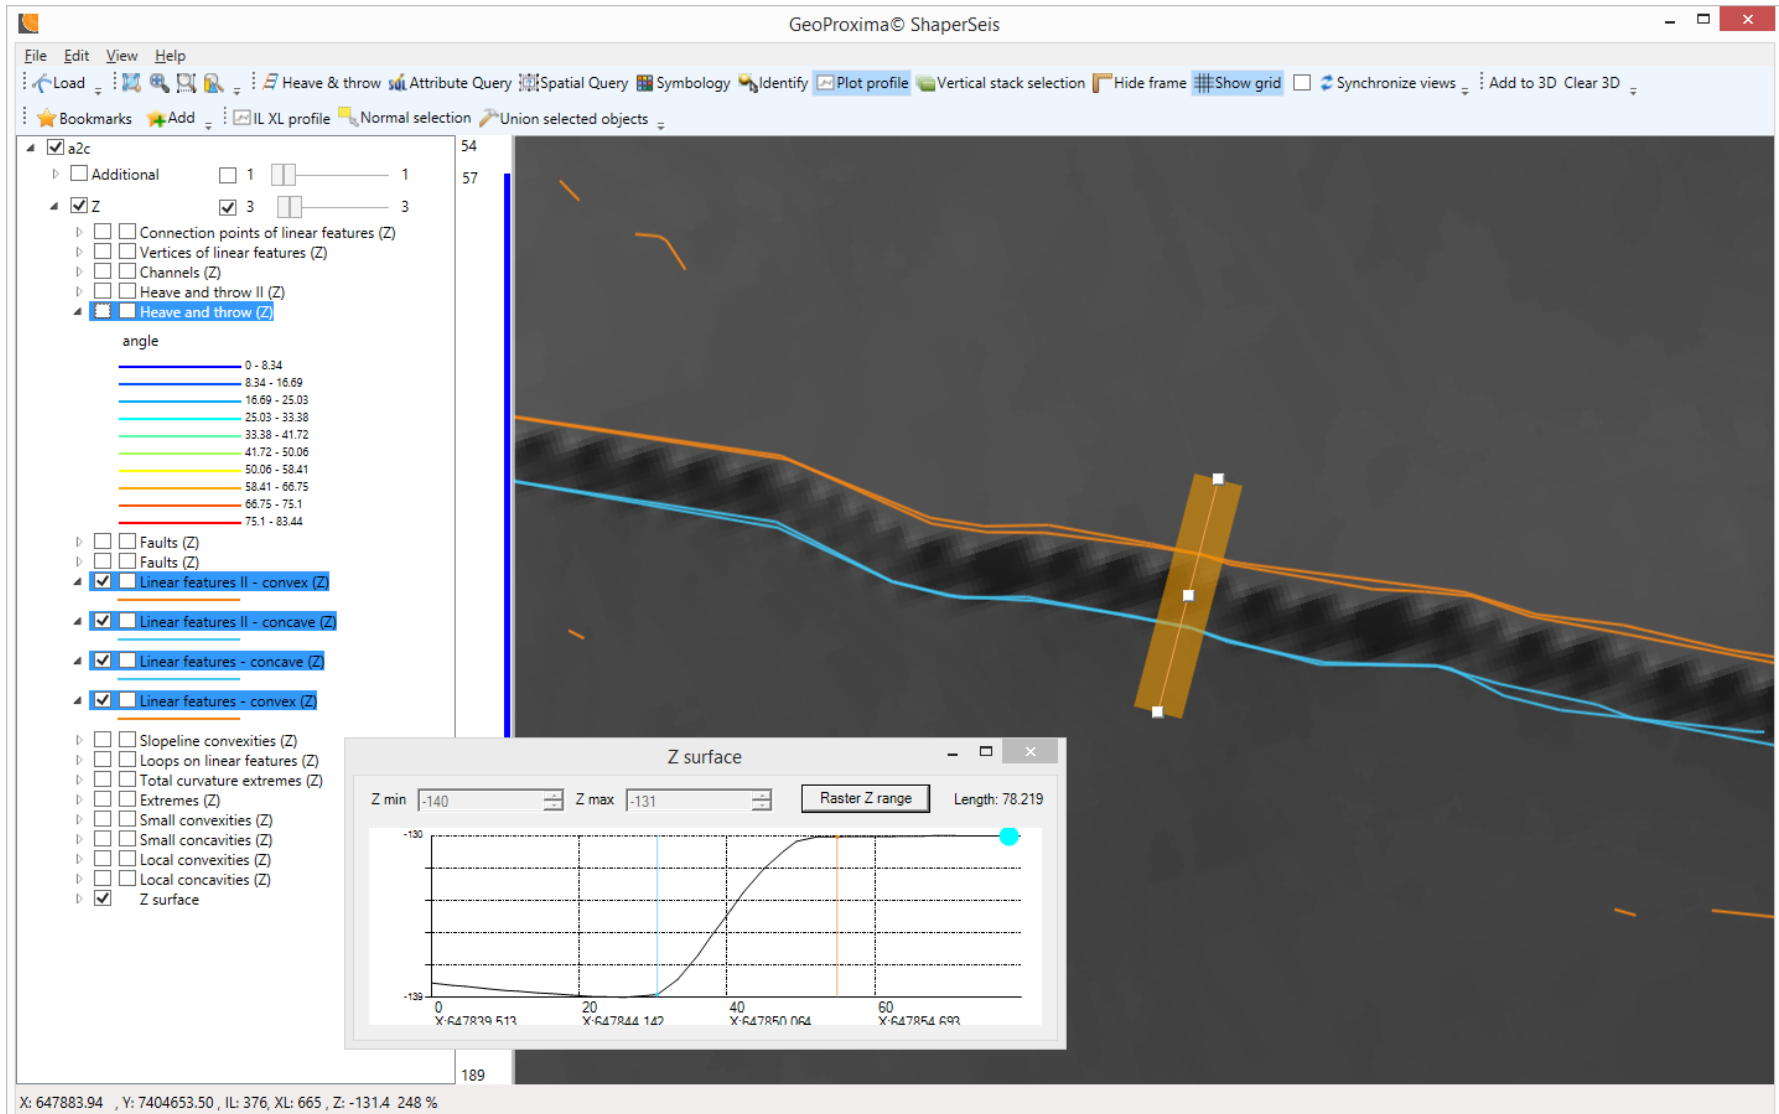 GeoProxima© ShaperSeis
File Edit View Help
Load Heave & throw Attribute Query Spatial Query Symbology Identify Plot profile Vertical stack selection Hide frame Show grid Synchronize views Add to 3D Clear 3D
Bookmarks Add IL XL profile Normal selection Union selected objects
a2c
Additional 1 1
Z 3 3
Connection points of linear features (Z)
Vertices of linear features (Z)
Channels (Z)
Heave and throw II (Z)
Heave and throw (Z)
angle
0 - 8.34
8.34 - 16.69
16.69 - 25.03
25.03 - 33.38
33.38 - 41.72
41.72 - 50.06
50.06 - 58.41
58.41 - 66.75
66.75 - 75.1
75.1 - 83.44
Faults (Z)
Faults (Z)
Linear features II - convex (Z)
Linear features II - concave (Z)
Linear features - concave (Z)
Linear features - convex (Z)
Slopeline convexities (Z)
Loops on linear features (Z)
Total curvature extremes (Z)
Extremes (Z)
Small convexities (Z)
Small concavities (Z)
Local convexities (Z)
Local concavities (Z)
Z surface
54
57
189
Z surface
Z min -140 Z max -131 Raster Z range Length: 78.219
-130
-139
0 20 40 60
X:647839.513 X:647844.142 X:647850.064 X:647854.693
X: 647883.94 , Y: 7404653.50 , IL: 376, XL: 665 , Z: -131.4 248 %